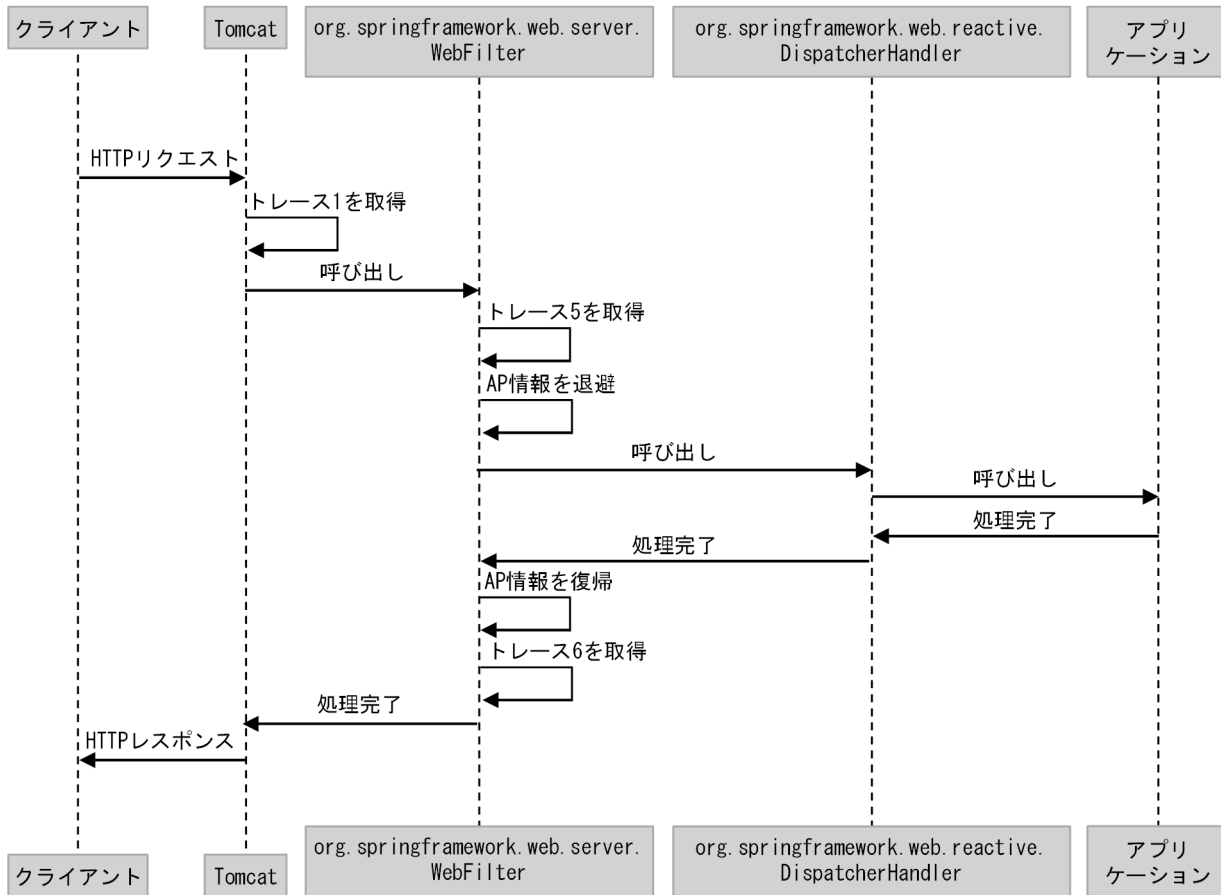 クライアント
Tomcat
org.springframework.web.server.
WebFilter
org.springframework.web.reactive.
DispatcherHandler
アプリ
ケーション
HTTPリクエスト
トレース1を取得
呼び出し
トレース5を取得
AP情報を退避
呼び出し
呼び出し
処理完了
処理完了
AP情報を復帰
トレース6を取得
処理完了
HTTPレスポンス
クライアント
Tomcat
org.springframework.web.server.
WebFilter
org.springframework.web.reactive.
DispatcherHandler
アプリ
ケーション